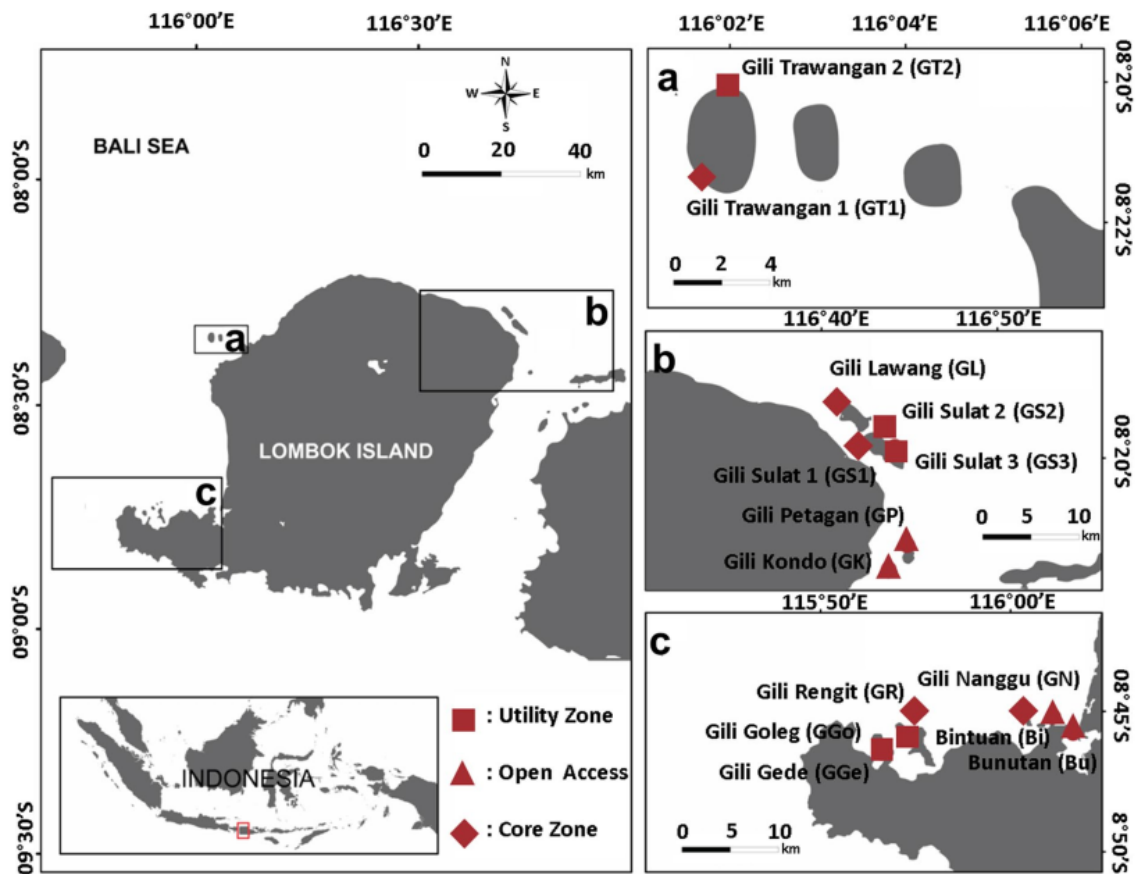 116°00'E
116°30'E
N
W
E
S
0
20
40
km
BALI SEA
08°00'S
08°30'S
09°00'S
09°30'S
a
b
c
LOMBOK ISLAND
INDONESIA
: Utility Zone
: Open Access
: Core Zone
116°02'E
116°04'E
116°06'E
a
Gili Trawangan 2 (GT2)
08°20'S
Gili Trawangan 1 (GT1)
08°22'S
0
2
4
km
116°40'E
116°50'E
b
Gili Lawang (GL)
Gili Sulat 2 (GS2)
Gili Sulat 3 (GS3)
Gili Sulat 1 (GS1)
08°20'S
Gili Petagan (GP)
Gili Kondo (GK)
0
5
10
km
115°50'E
116°00'E
c
Gili Nanggu (GN)
Gili Rengit (GR)
08°45'S
Gili Goleg (GGo)
Bintuan (Bi)
Bunutan (Bu)
Gili Gede (GGe)
0
5
10
km
8°50'S